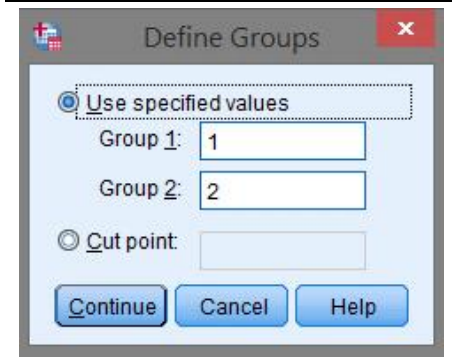 Define Groups
Use specified values
Group 1: 1
Group 2: 2
Cut point:
Continue Cancel Help